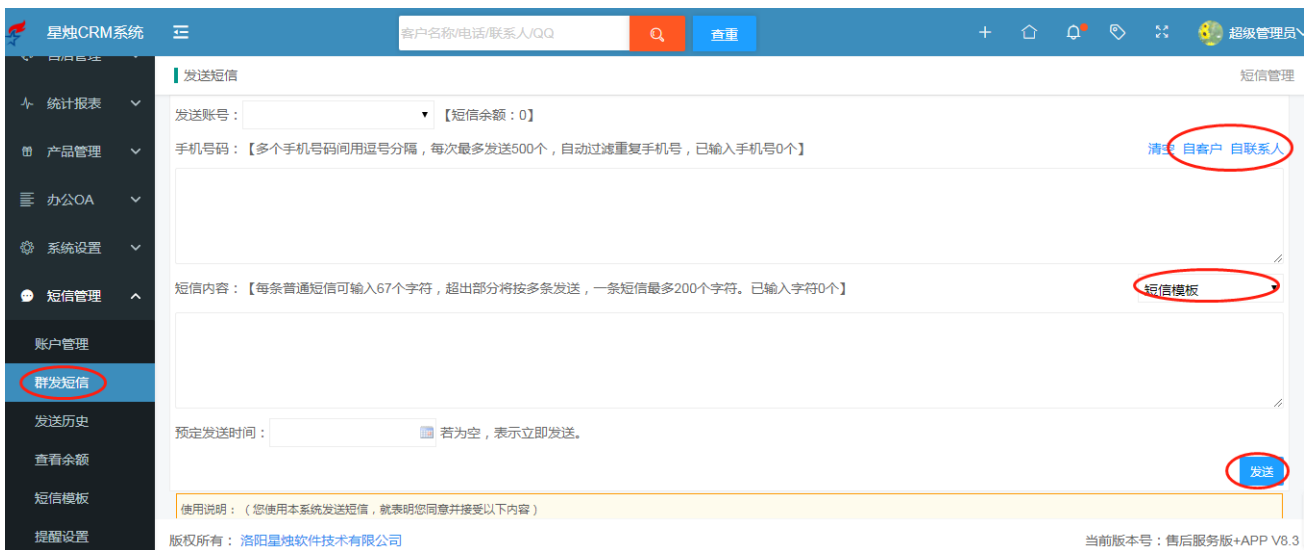 星烛CRM系统
客户名称/电话/联系人/QQ
查重
超级管理员
售后管理
统计报表
产品管理
办公OA
系统设置
短信管理
账户管理
群发短信
发送历史
查看余额
短信模板
提醒设置
发送短信
短信管理
发送账号：
【短信余额：0】
手机号码：【多个手机号码间用逗号分隔，每次最多发送500个，自动过滤重复手机号，已输入手机号0个】
清空 自客户 自联系人
短信内容：【每条普通短信可输入67个字符，超出部分将按多条发送，一条短信最多200个字符。已输入字符0个】
短信模板
预定发送时间：
若为空，表示立即发送。
发送
使用说明：（您使用本系统发送短信，就表明您同意并接受以下内容）
版权所有：洛阳星烛软件技术有限公司
当前版本号：售后服务版+APP V8.3